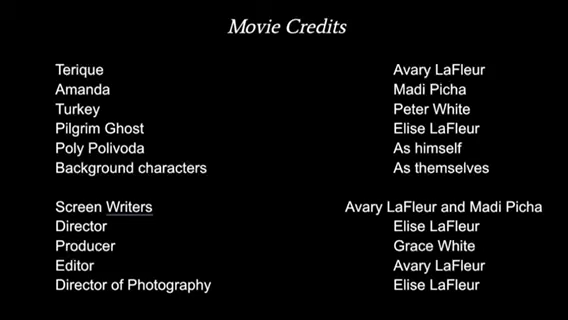 Movie Credits
Terique Avary LaFleur
Amanda Madi Picha
Turkey Peter White
Pilgrim Ghost Elise LaFleur
Poly Polivoda As himself
Background characters As themselves
Screen Writers Avary LaFleur and Madi Picha
Director Elise LaFleur
Producer Grace White
Editor Avary LaFleur
Director of Photography Elise LaFleur